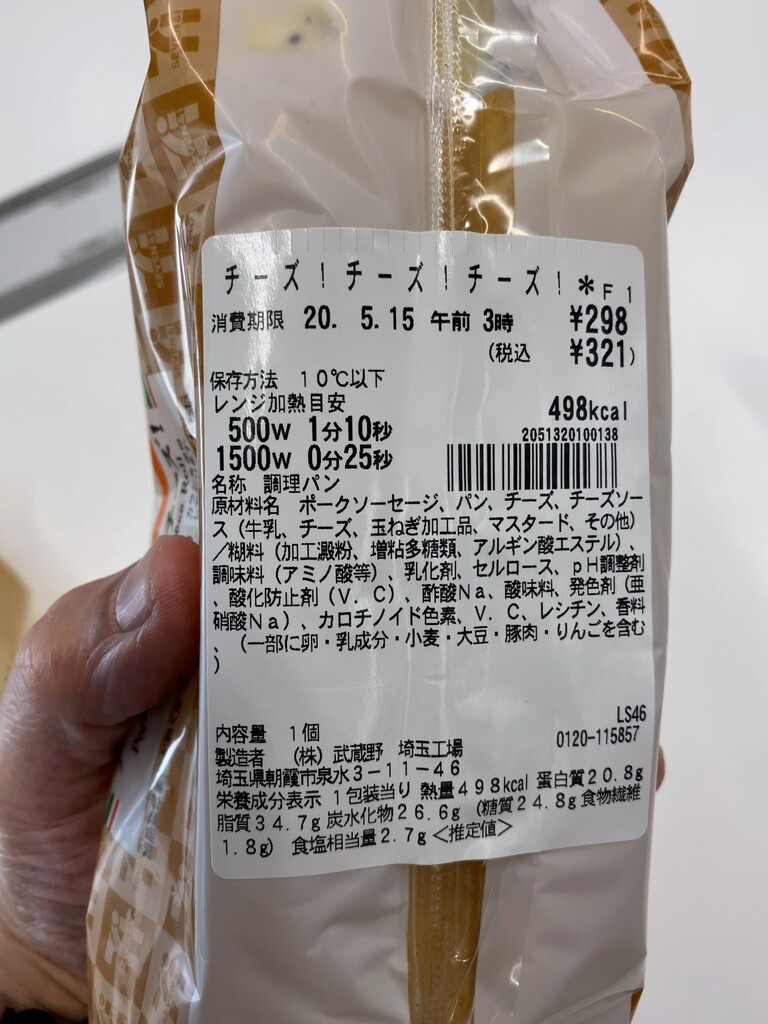 チーズ!チーズ!チーズ! *F1
消費期限 20. 5.15 午前 3時 ¥298
(税込 ¥321)
保存方法 10℃以下
レンジ加熱目安
498kcal
500W 1分10秒
2051320100138
1500W 0分25秒
名称 調理パン
原材料名 ポークソーセージ、パン、チーズ、チーズソー
ス(牛乳、チーズ、玉ねぎ加工品、マスタード、その他)
/糊料(加工澱粉、増粘多糖類、アルギン酸エステル)、
調味料(アミノ酸等)、乳化剤、セルロース、pH調整剤
、酸化防止剤(V.C)、酢酸Na、酸味料、発色剤(亜
硝酸Na)、カロチノイド色素、V.C、レシチン、香料
、(一部に卵・乳成分・小麦・大豆・豚肉・りんごを含む
)
LS46
内容量 1個
0120-115857
製造者 (株)武蔵野 埼玉工場
埼玉県朝霞市泉水3-11-46
栄養成分表示 1包装当り 熱量498kcal 蛋白質20.8g
脂質34.7g 炭水化物26.6g (糖質24.8g 食物繊維
1.8g) 食塩相当量2.7g <推定値>